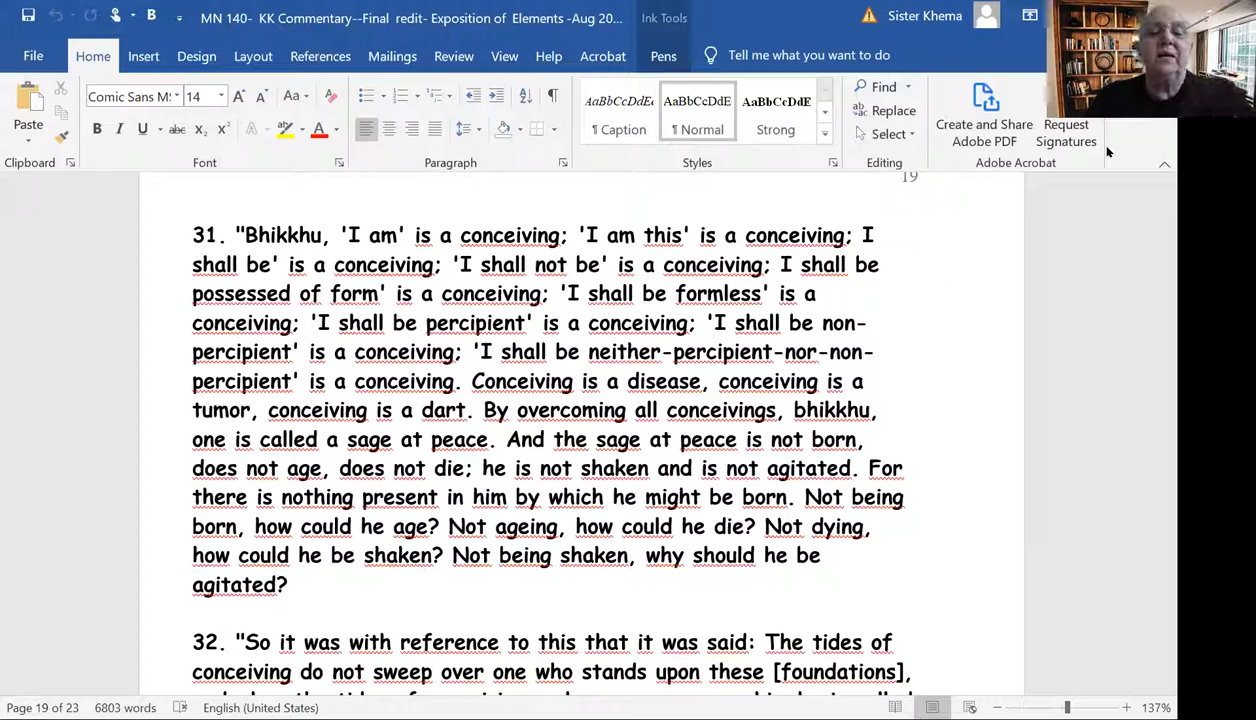 MN 140- KK Commentary--Final redit- Exposition of Elements -Aug 20...
Ink Tools
Sister Khema
File Home Insert Design Layout References Mailings Review View Help Acrobat Pens Tell me what you want to do
Comic Sans M 14
Paste
AaBbCcDdE AaBbCcDdE AaBbCcDdE
Caption ¶ Normal Strong
Find
Replace
Select
Create and Share Adobe PDF
Request Signatures
Clipboard Font Paragraph Styles Editing Adobe Acrobat
19
31. "Bhikkhu, 'I am' is a conceiving; 'I am this' is a conceiving; I
shall be' is a conceiving; 'I shall not be' is a conceiving; I shall be
possessed of form' is a conceiving; 'I shall be formless' is a
conceiving; 'I shall be percipient' is a conceiving; 'I shall be non-
percipient' is a conceiving; 'I shall be neither-percipient-nor-non-
percipient' is a conceiving. Conceiving is a disease, conceiving is a
tumor, conceiving is a dart. By overcoming all conceivings, bhikkhu,
one is called a sage at peace. And the sage at peace is not born,
does not age, does not die; he is not shaken and is not agitated. For
there is nothing present in him by which he might be born. Not being
born, how could he age? Not ageing, how could he die? Not dying,
how could he be shaken? Not being shaken, why should he be
agitated?
32. "So it was with reference to this that it was said: The tides of
conceiving do not sweep over one who stands upon these [foundations],
Page 19 of 23 6803 words English (United States) 137%